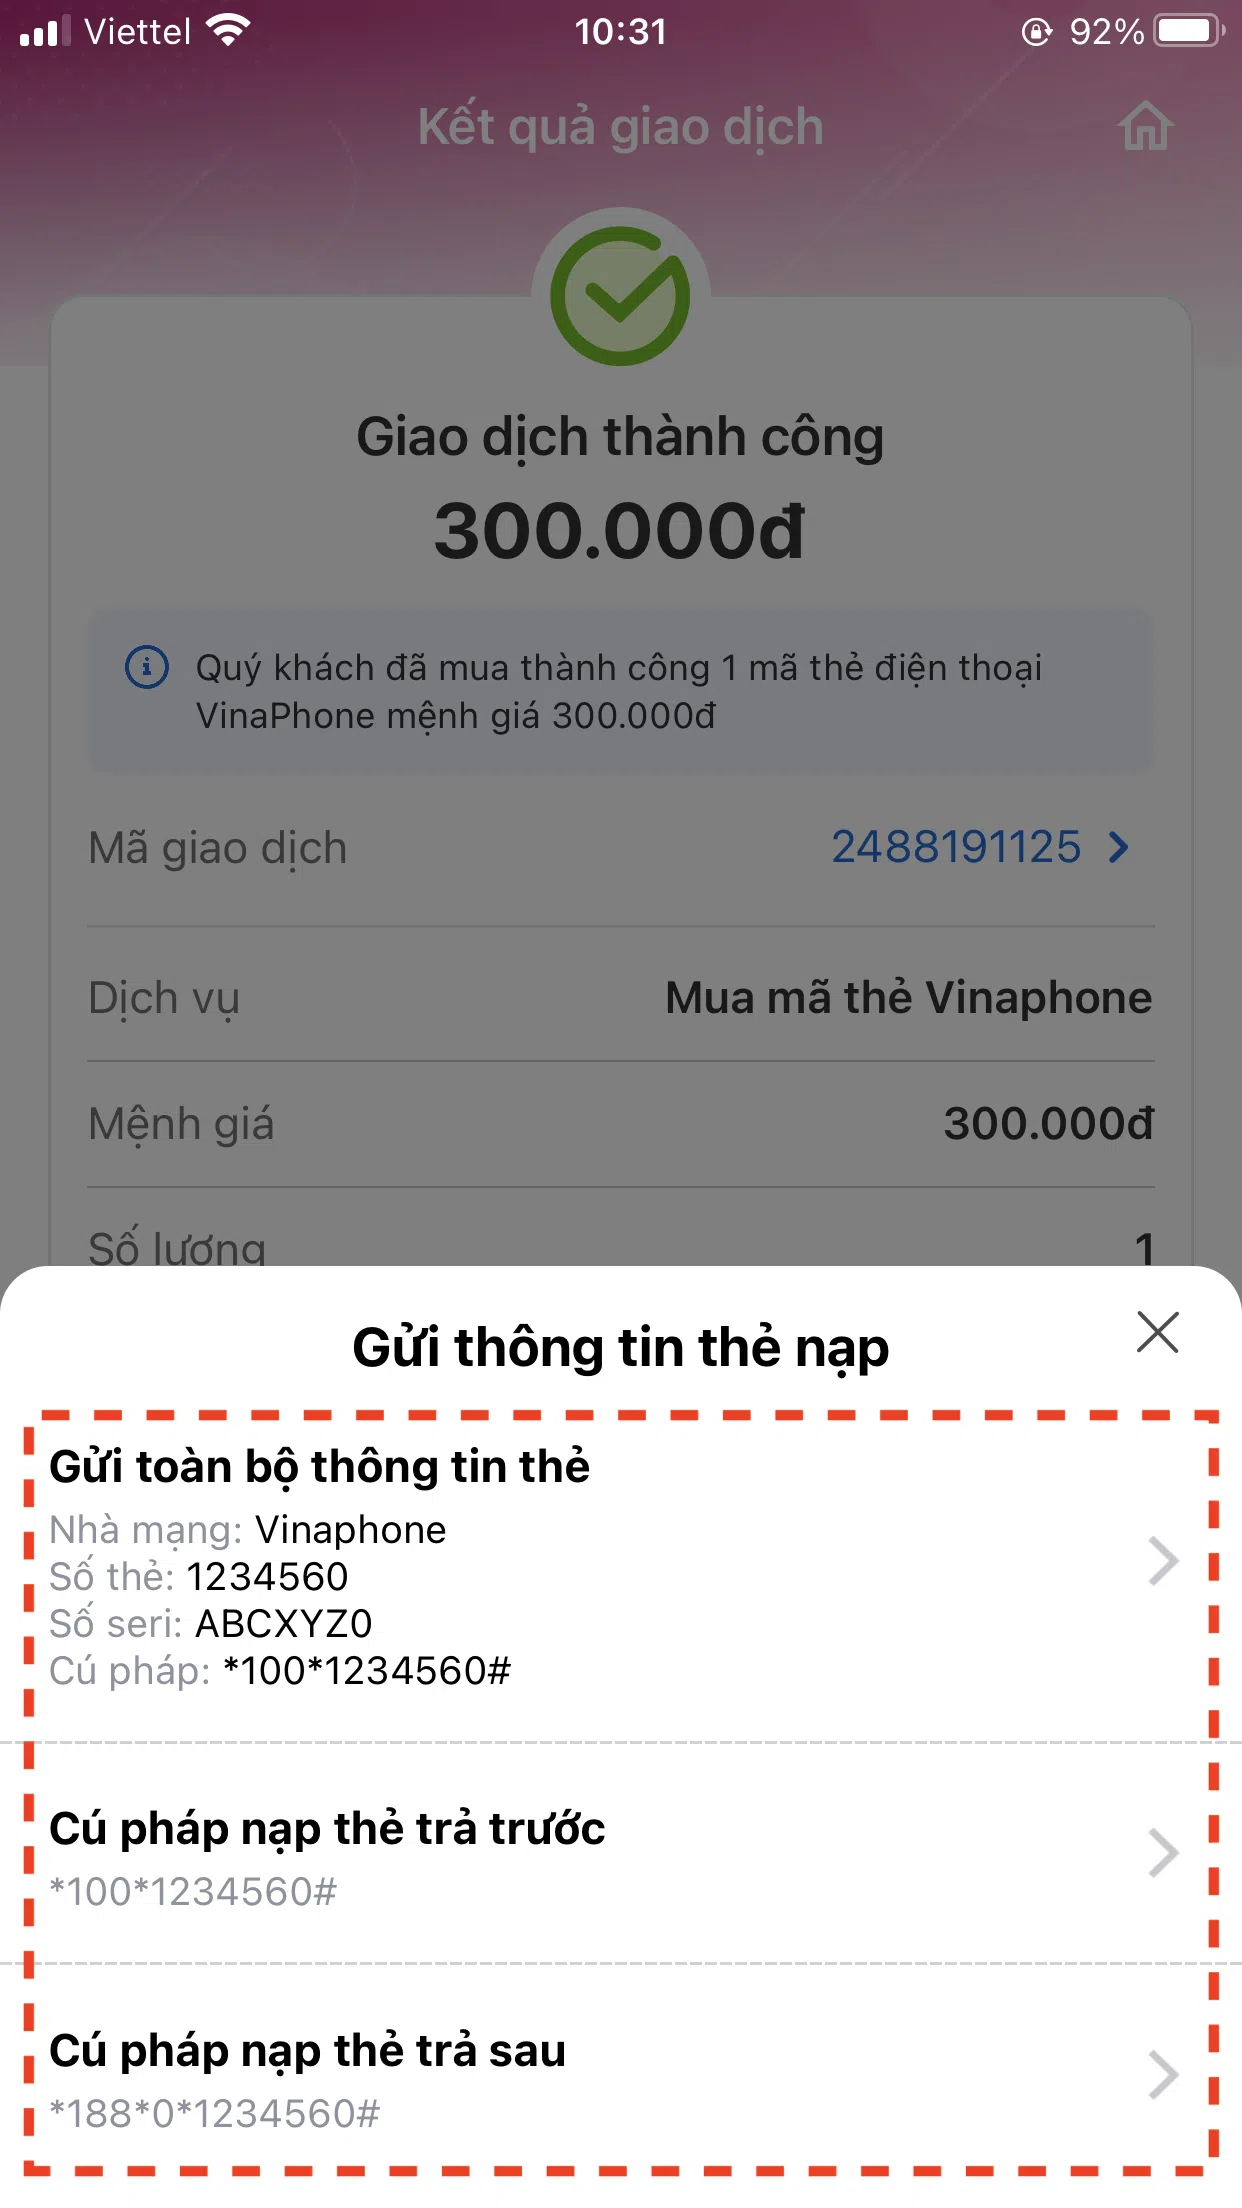 Viettel 10:31 92%
Kết quả giao dịch
Giao dịch thành công
300.000đ
Quý khách đã mua thành công 1 mã thẻ điện thoại
VinaPhone mệnh giá 300.000đ
Mã giao dịch 2488191125
Dịch vụ Mua mã thẻ Vinaphone
Mệnh giá 300.000đ
Số lượng 1
Gửi thông tin thẻ nạp
Gửi toàn bộ thông tin thẻ
Nhà mạng: Vinaphone
Số thẻ: 1234560
Số seri: ABCXYZ0
Cú pháp: *100*1234560#
Cú pháp nạp thẻ trả trước
*100*1234560#
Cú pháp nạp thẻ trả sau
*188*0*1234560#